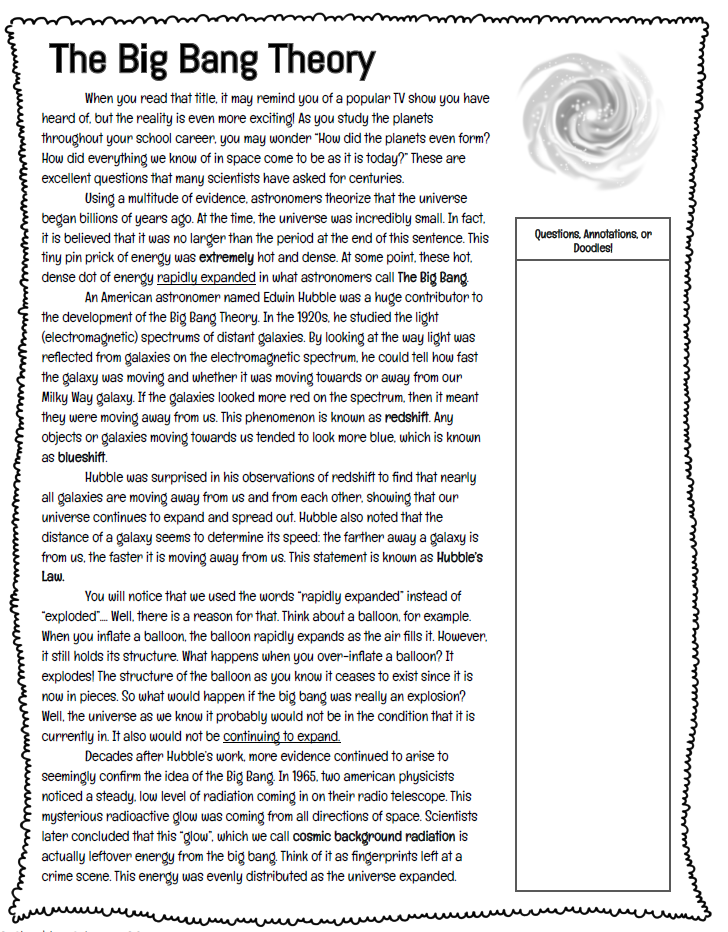 The Big Bang Theory
When you read that title, it may remind you of a popular TV show you have
heard of, but the reality is even more exciting! As you study the planets
throughout your school career, you may wonder "How did the planets even form?
How did everything we know of in space come to be as it is today?" These are
excellent questions that many scientists have asked for centuries.
Using a multitude of evidence, astronomers theorize that the universe
began billions of years ago. At the time, the universe was incredibly small. In fact,
it is believed that it was no larger than the period at the end of this sentence. This
tiny pin prick of energy was extremely hot and dense. At some point, these hot,
dense dot of energy rapidly expanded in what astronomers call The Big Bang.
An American astronomer named Edwin Hubble was a huge contributor to
the development of the Big Bang Theory. In the 1920s, he studied the light
(electromagnetic) spectrums of distant galaxies. By looking at the way light was
reflected from galaxies on the electromagnetic spectrum, he could tell how fast
the galaxy was moving and whether it was moving towards or away from our
Milky Way galaxy. If the galaxies looked more red on the spectrum, then it meant
they were moving away from us. This phenomenon is known as redshift. Any
objects or galaxies moving towards us tended to look more blue, which is known
as blueshift.
Hubble was surprised in his observations of redshift to find that nearly
all galaxies are moving away from us and from each other, showing that our
universe continues to expand and spread out. Hubble also noted that the
distance of a galaxy seems to determine its speed: the farther away a galaxy is
from us, the faster it is moving away from us. This statement is known as Hubble's
Law.
You will notice that we used the words "rapidly expanded" instead of
"exploded".... Well, there is a reason for that. Think about a balloon, for example.
When you inflate a balloon, the balloon rapidly expands as the air fills it. However,
it still holds its structure. What happens when you over-inflate a balloon? It
explodes! The structure of the balloon as you know it ceases to exist since it is
now in pieces. So what would happen if the big bang was really an explosion?
Well, the universe as we know it probably would not be in the condition that it is
currently in. It also would not be continuing to expand.
Decades after Hubble's work, more evidence continued to arise to
seemingly confirm the idea of the Big Bang. In 1965, two american physicists
noticed a steady, low level of radiation coming in on their radio telescope. This
mysterious radioactive glow was coming from all directions of space. Scientists
later concluded that this "glow", which we call cosmic background radiation is
actually leftover energy from the big bang. Think of it as fingerprints left at a
crime scene. This energy was evenly distributed as the universe expanded.
Questions, Annotations, or
Doodles!